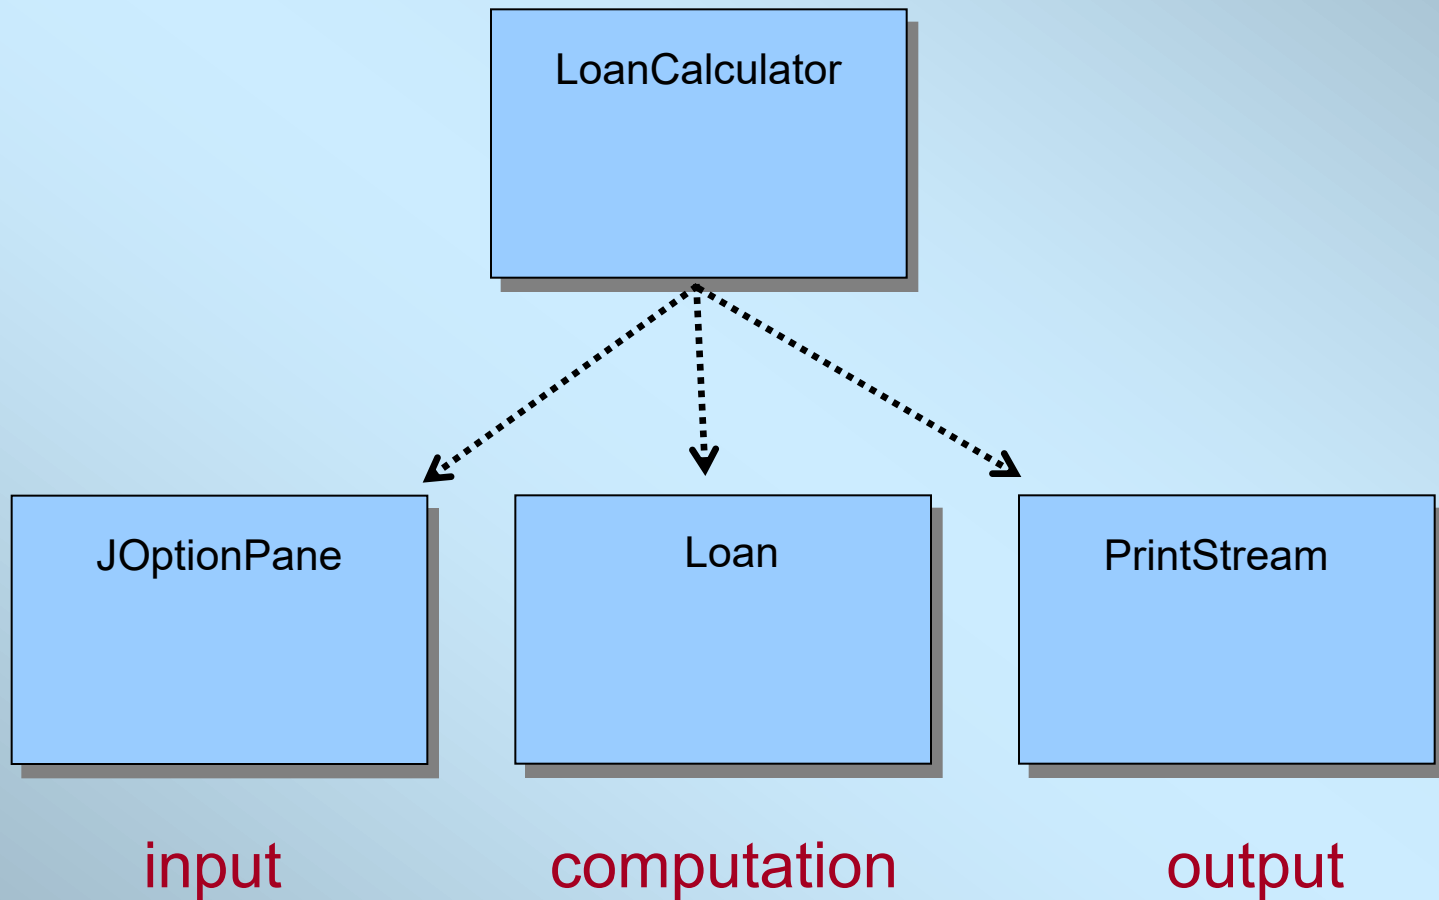 LoanCalculator
JOptionPane
Loan
PrintStream
input
computation
output